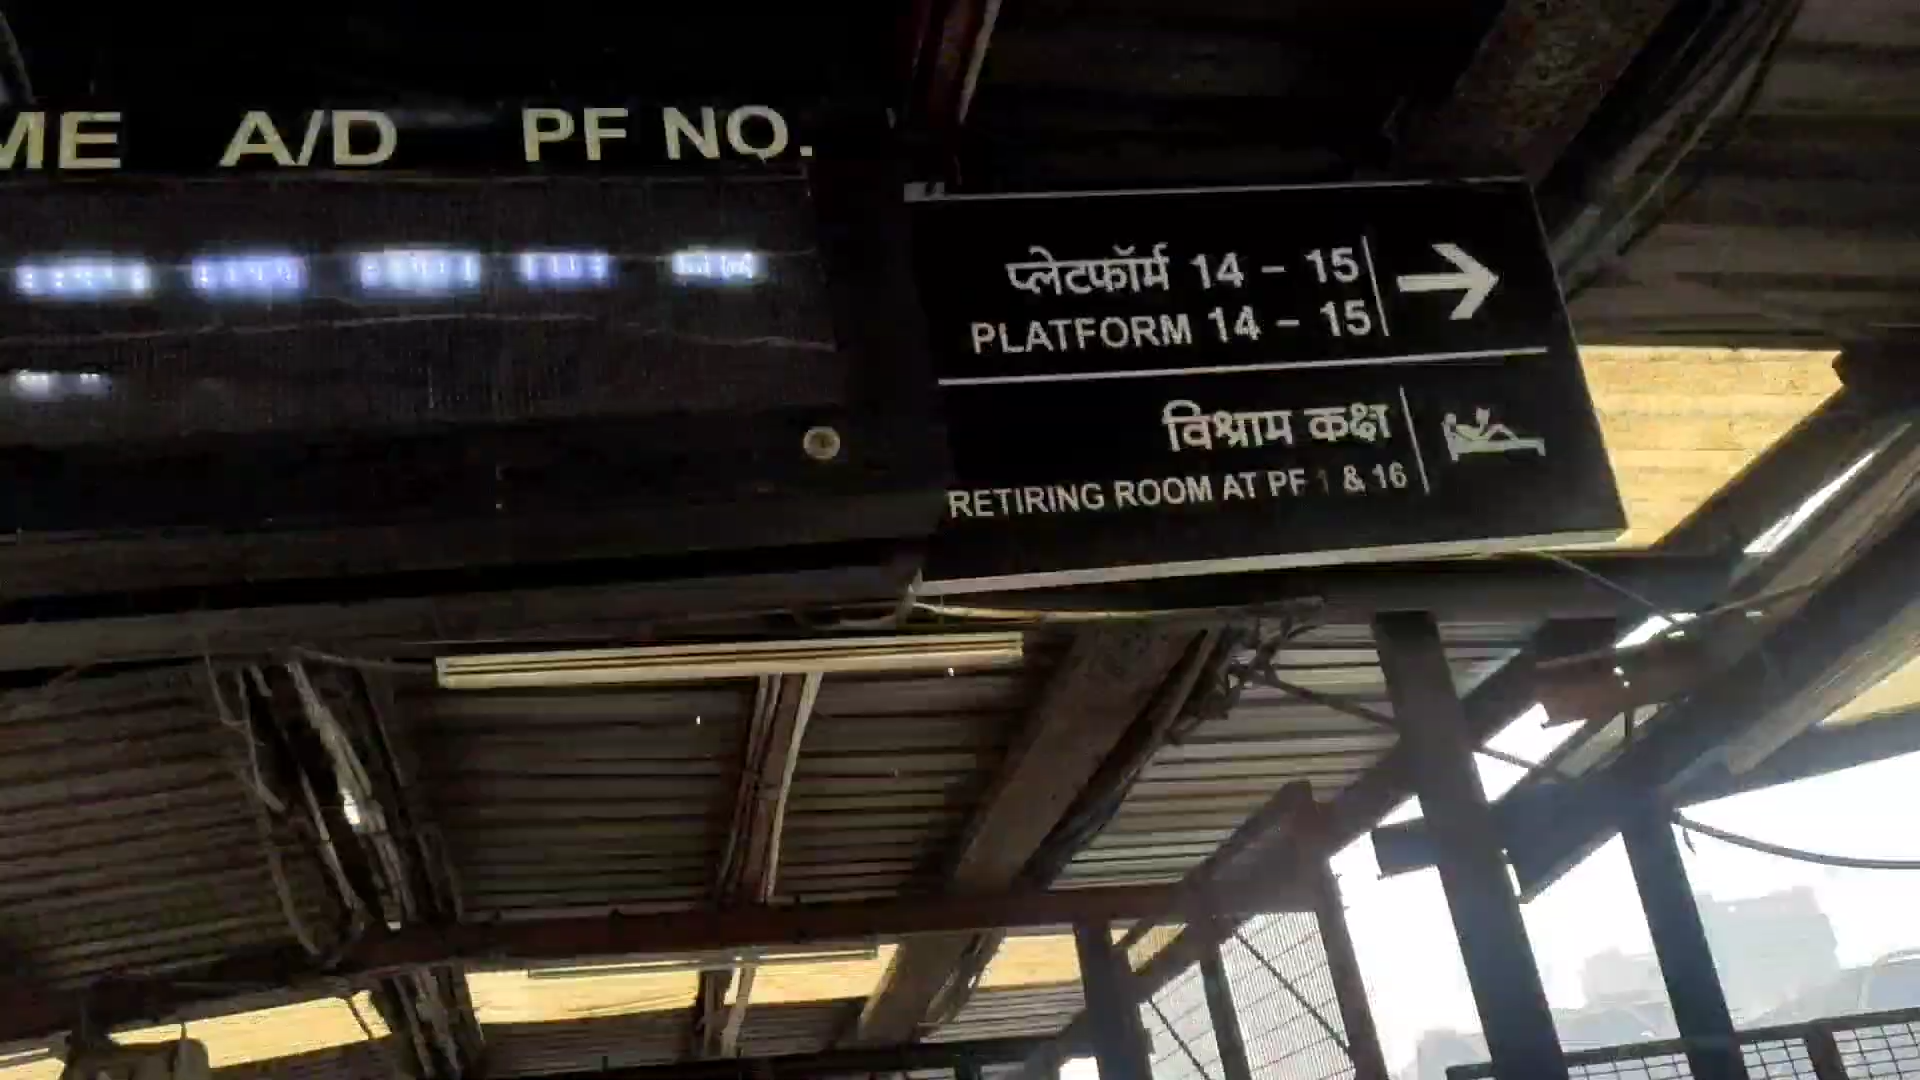 ME A/D PF NO.
प्लेटफॉर्म 14 - 15
PLATFORM 14 - 15
विश्राम कक्ष
RETIRING ROOM AT PF 1 & 16